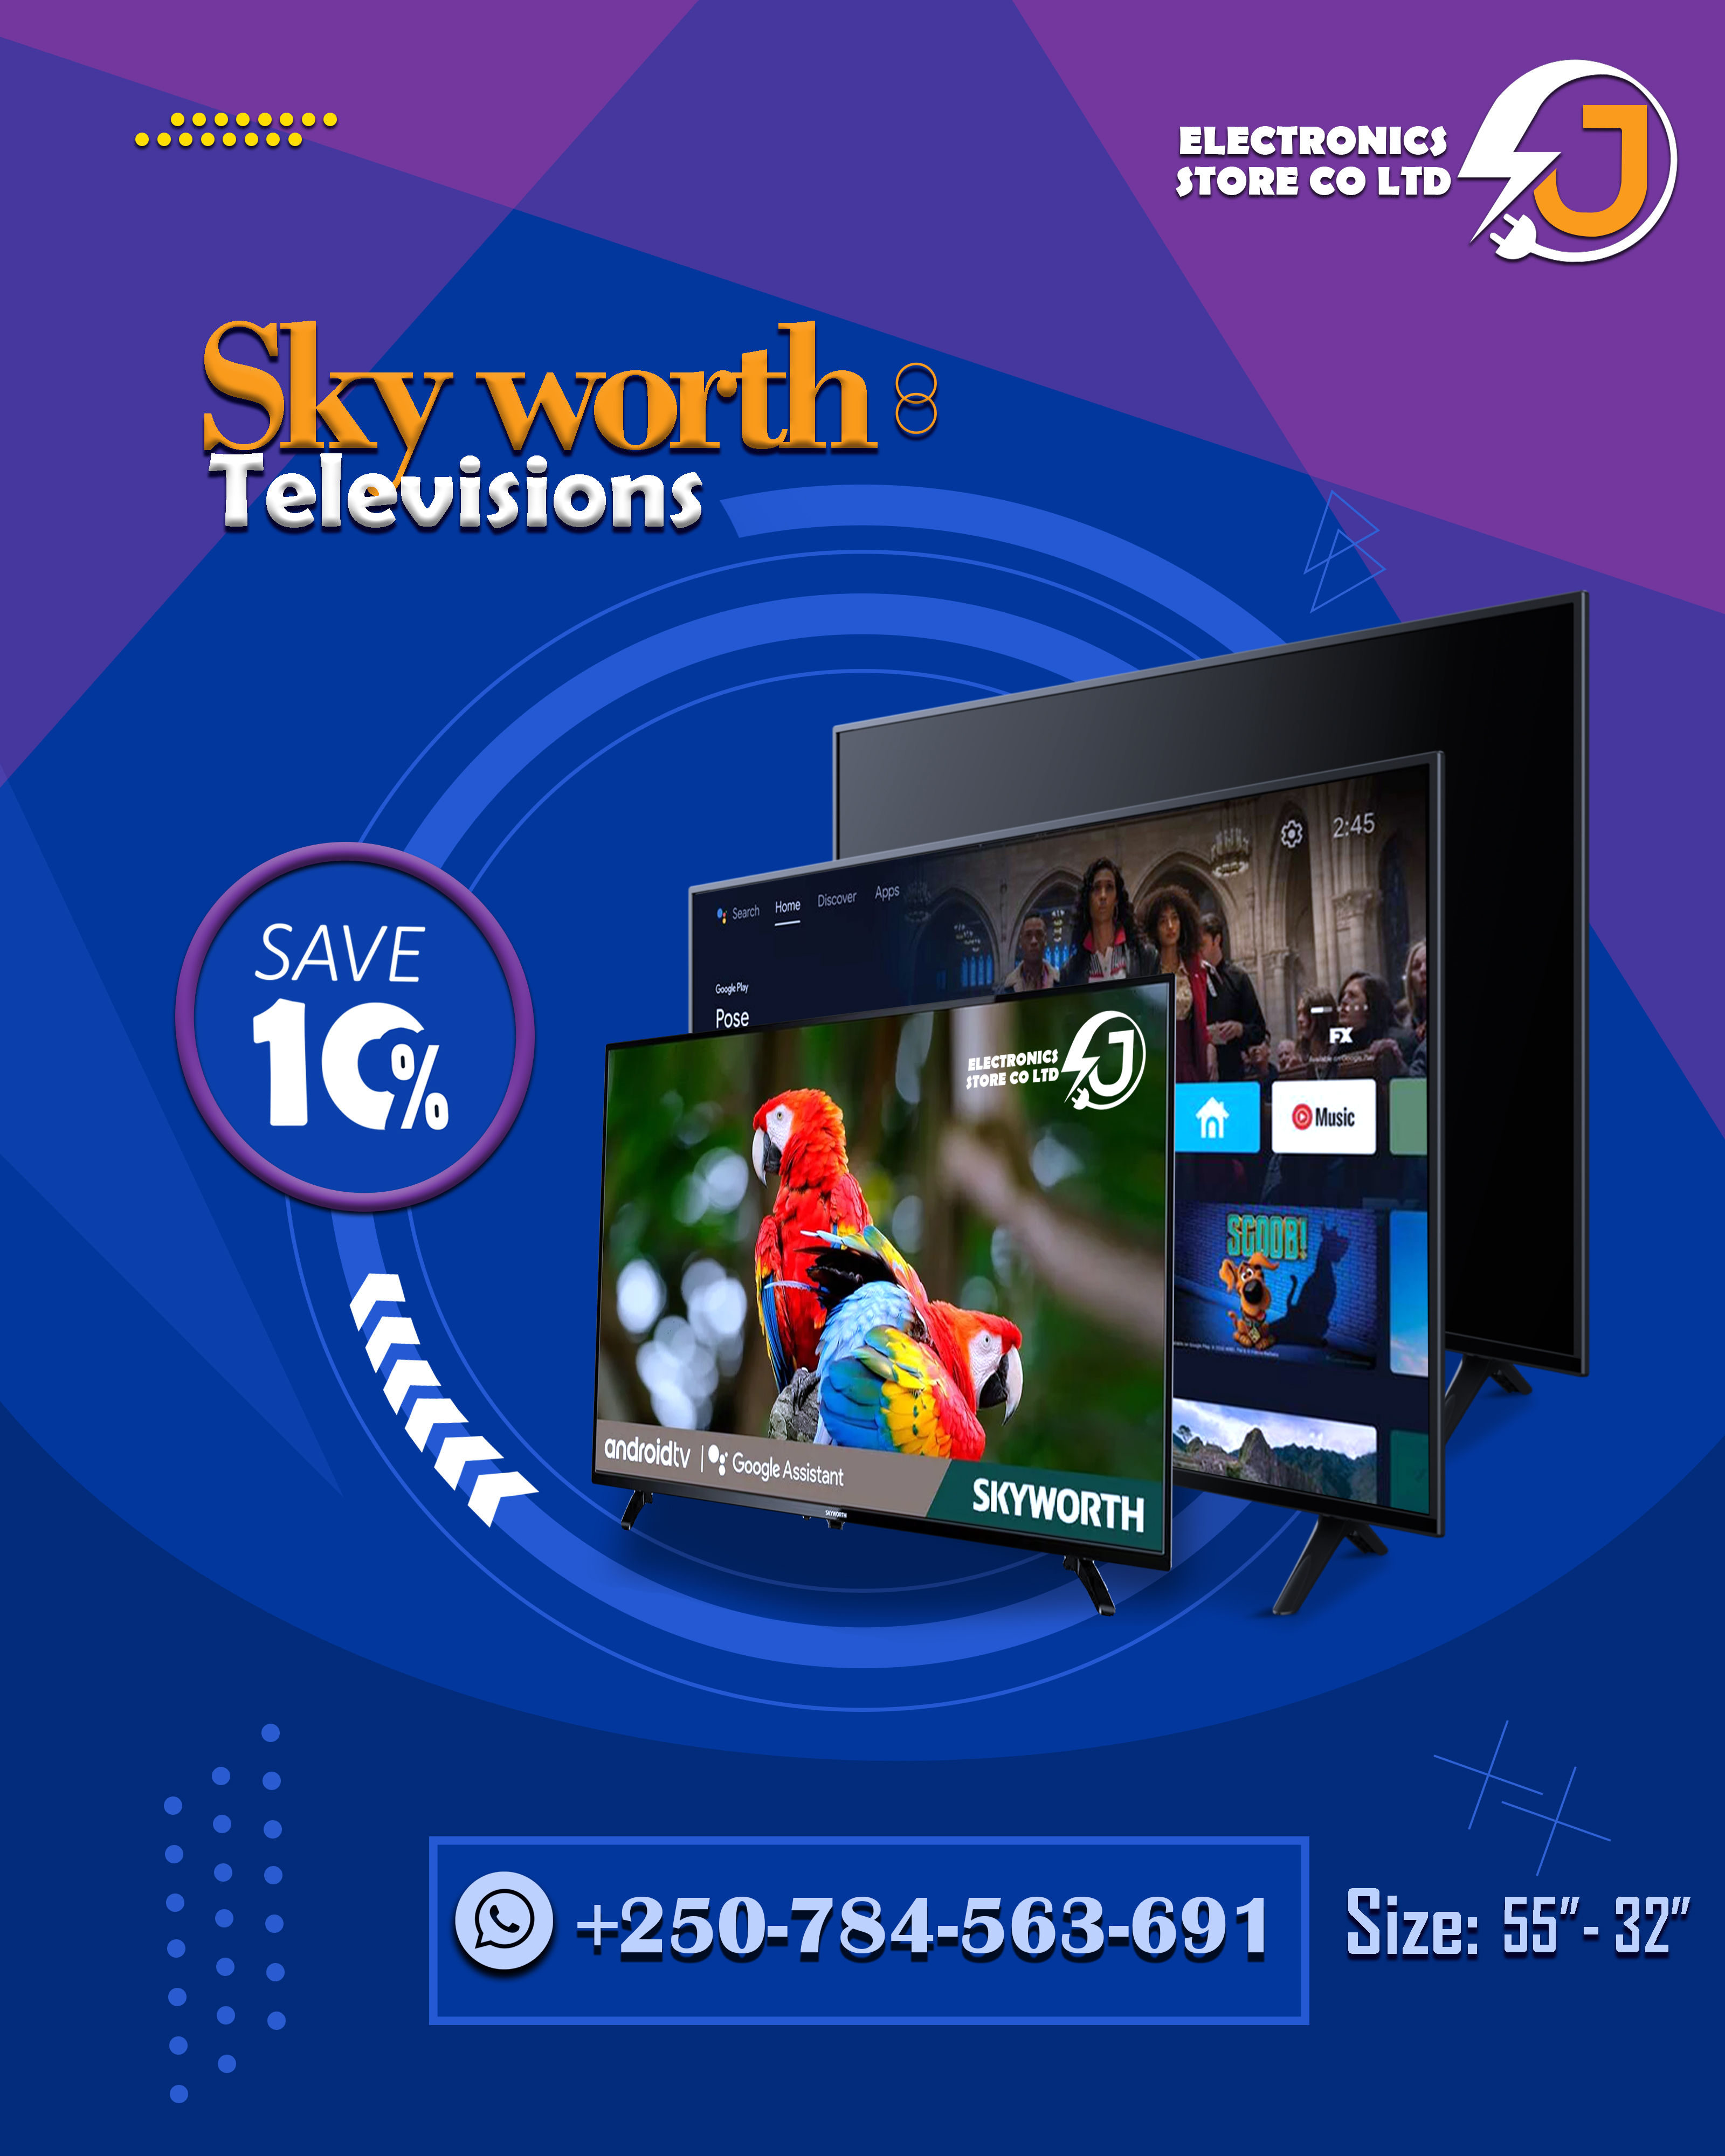 ELECTRONICS
STORE CO LTD
J
Sky worth
Televisions
SAVE
10%
Search Home Discover Apps
2:45
Google Play
Pose
FX
ELECTRONICS
STORE CO LTD
J
Music
SCOOB!
androidtv | Google Assistant
SKYWORTH
SKYWORTH
+250-784-563-691
Size: 55”- 32”